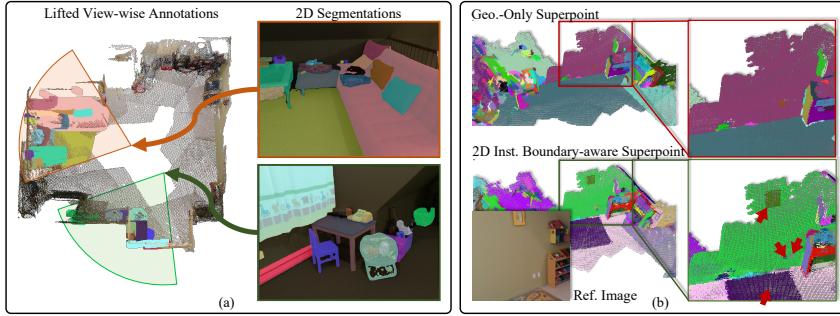 Lifted View-wise Annotations
2D Segmentations
(a)
Geo.-Only Superpoint
2D Inst. Boundary-aware Superpoint
Ref. Image
(b)